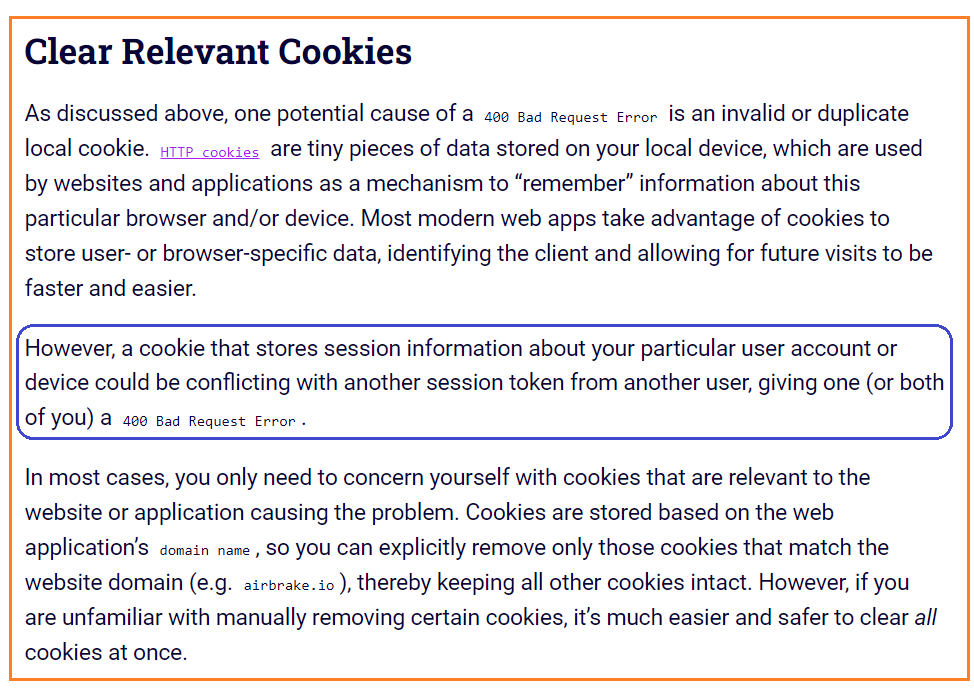 Clear Relevant Cookies
As discussed above, one potential cause of a 400 Bad Request Error is an invalid or duplicate
local cookie. HTTP cookies are tiny pieces of data stored on your local device, which are used
by websites and applications as a mechanism to “remember” information about this
particular browser and/or device. Most modern web apps take advantage of cookies to
store user- or browser-specific data, identifying the client and allowing for future visits to be
faster and easier.
However, a cookie that stores session information about your particular user account or
device could be conflicting with another session token from another user, giving one (or both
of you) a 400 Bad Request Error.
In most cases, you only need to concern yourself with cookies that are relevant to the
website or application causing the problem. Cookies are stored based on the web
application’s domain name, so you can explicitly remove only those cookies that match the
website domain (e.g. airbrake.io), thereby keeping all other cookies intact. However, if you
are unfamiliar with manually removing certain cookies, it’s much easier and safer to clear all
cookies at once.